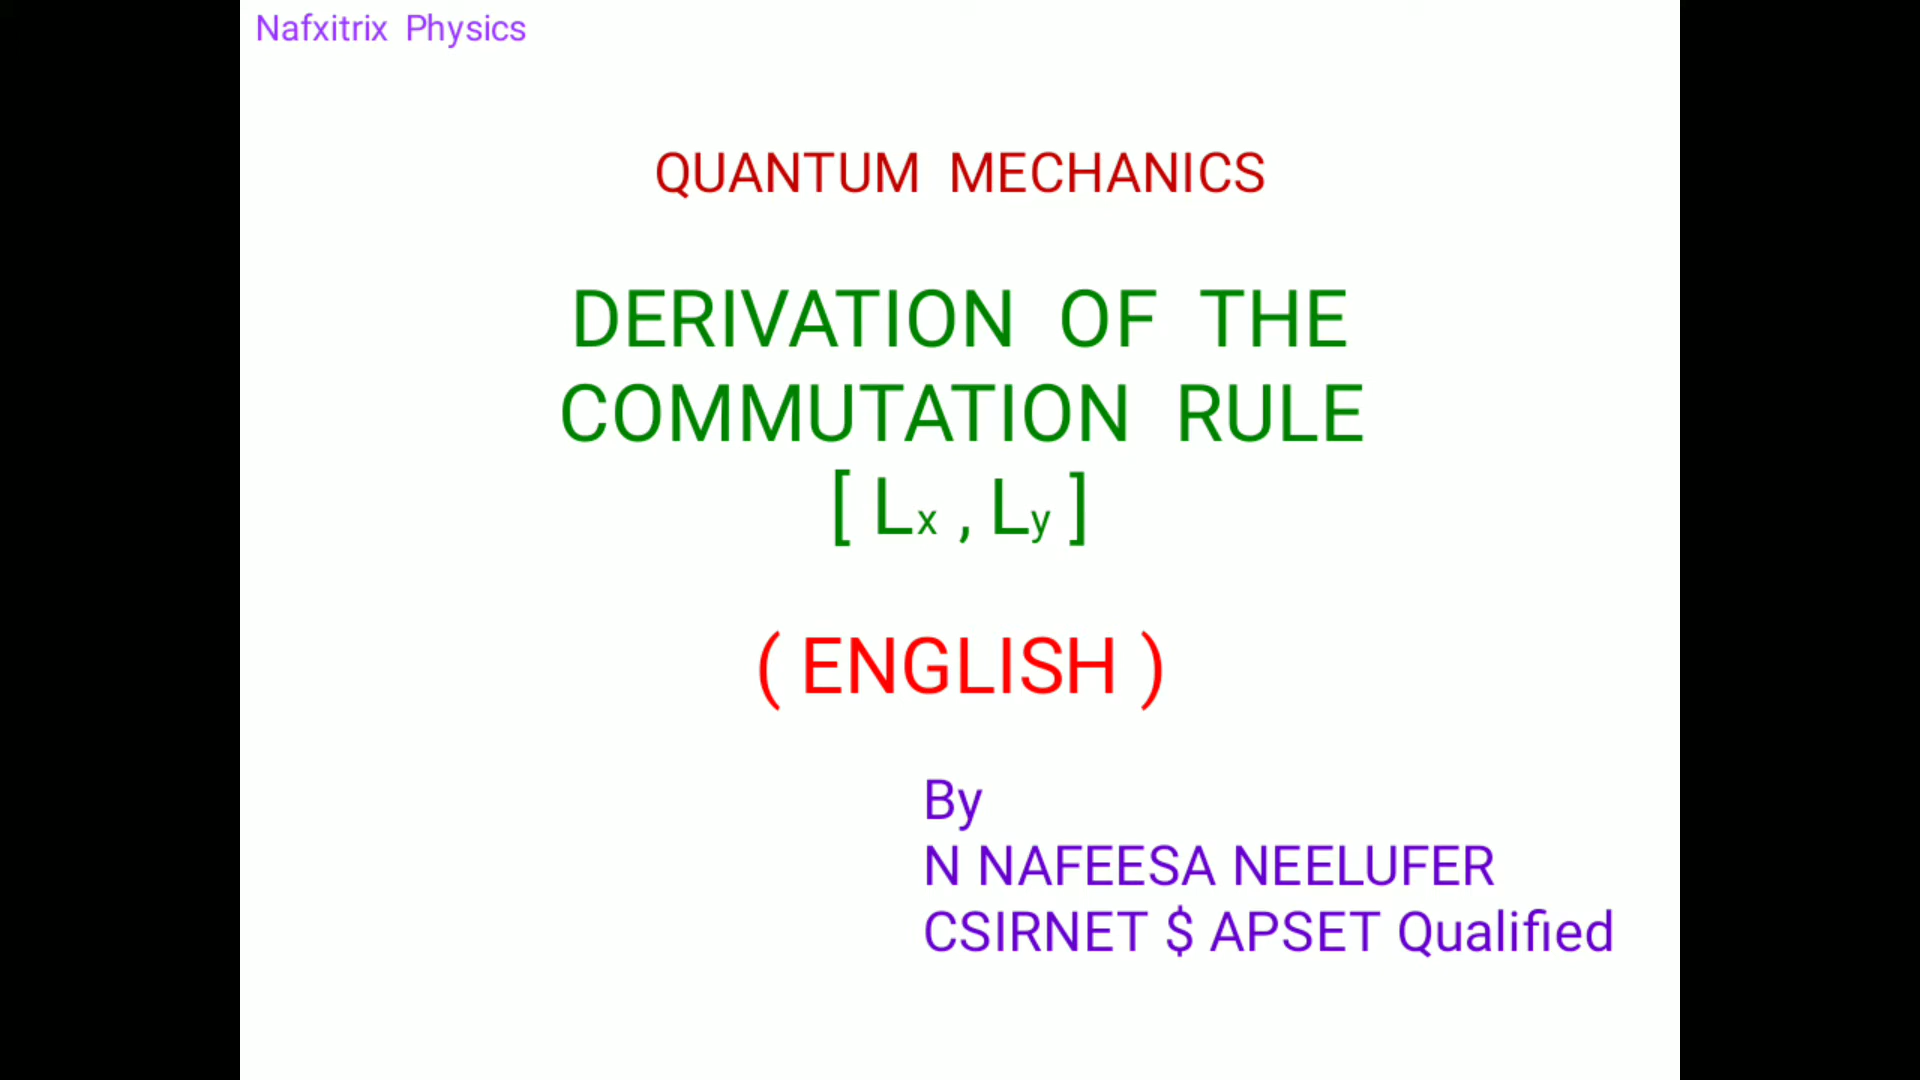 Nafxitrix Physics
QUANTUM MECHANICS
DERIVATION OF THE
COMMUTATION RULE
[ Lx , Ly ]
( ENGLISH )
By
N NAFEESA NEELUFER
CSIRNET $ APSET Qualified